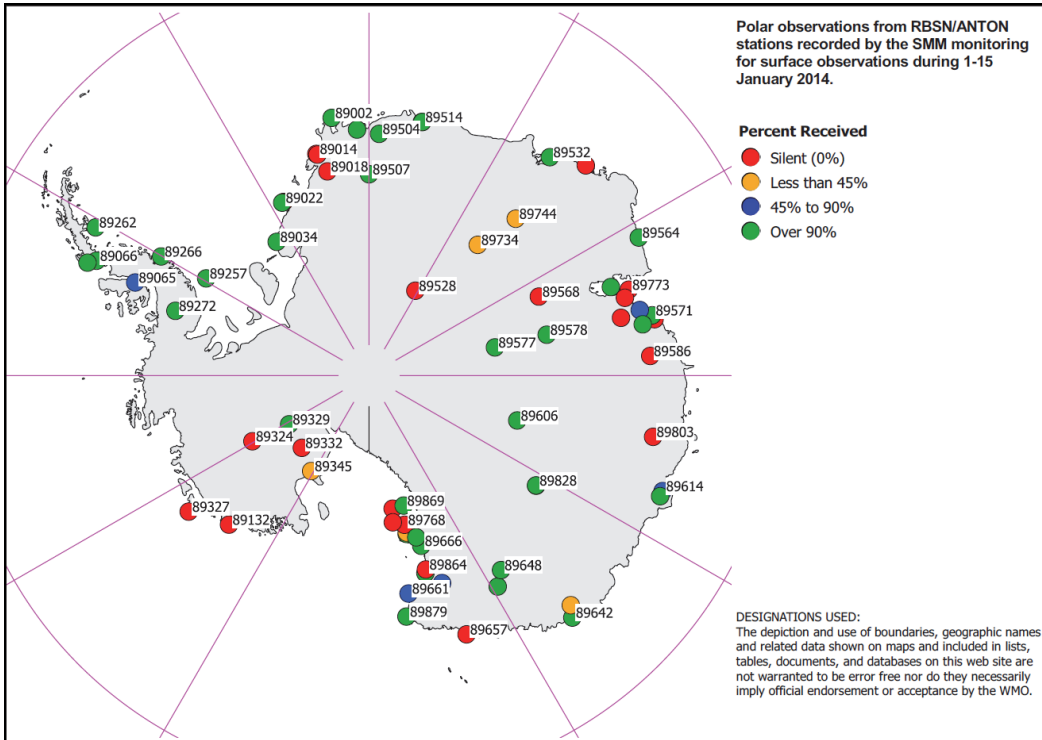 Polar observations from RBSN/ANTON
stations recorded by the SMM monitoring
for surface observations during 1-15
January 2014.
Percent Received
Silent (0%)
Less than 45%
45% to 90%
Over 90%
89002
89514
89504
89014
89532
89018
89507
89022
89744
89262
89564
89034
89734
89266
89066
89257
89065
89528
89773
89568
89272
89571
89578
89577
89586
89606
89329
89803
89324
89332
89345
89828
89614
89869
89327
89768
89132
89666
89864
89648
89661
89879
89642
89657
DESIGNATIONS USED:
The depiction and use of boundaries, geographic names
and related data shown on maps and included in lists,
tables, documents, and databases on this web site are
not warranted to be error free nor do they necessarily
imply official endorsement or acceptance by the WMO.